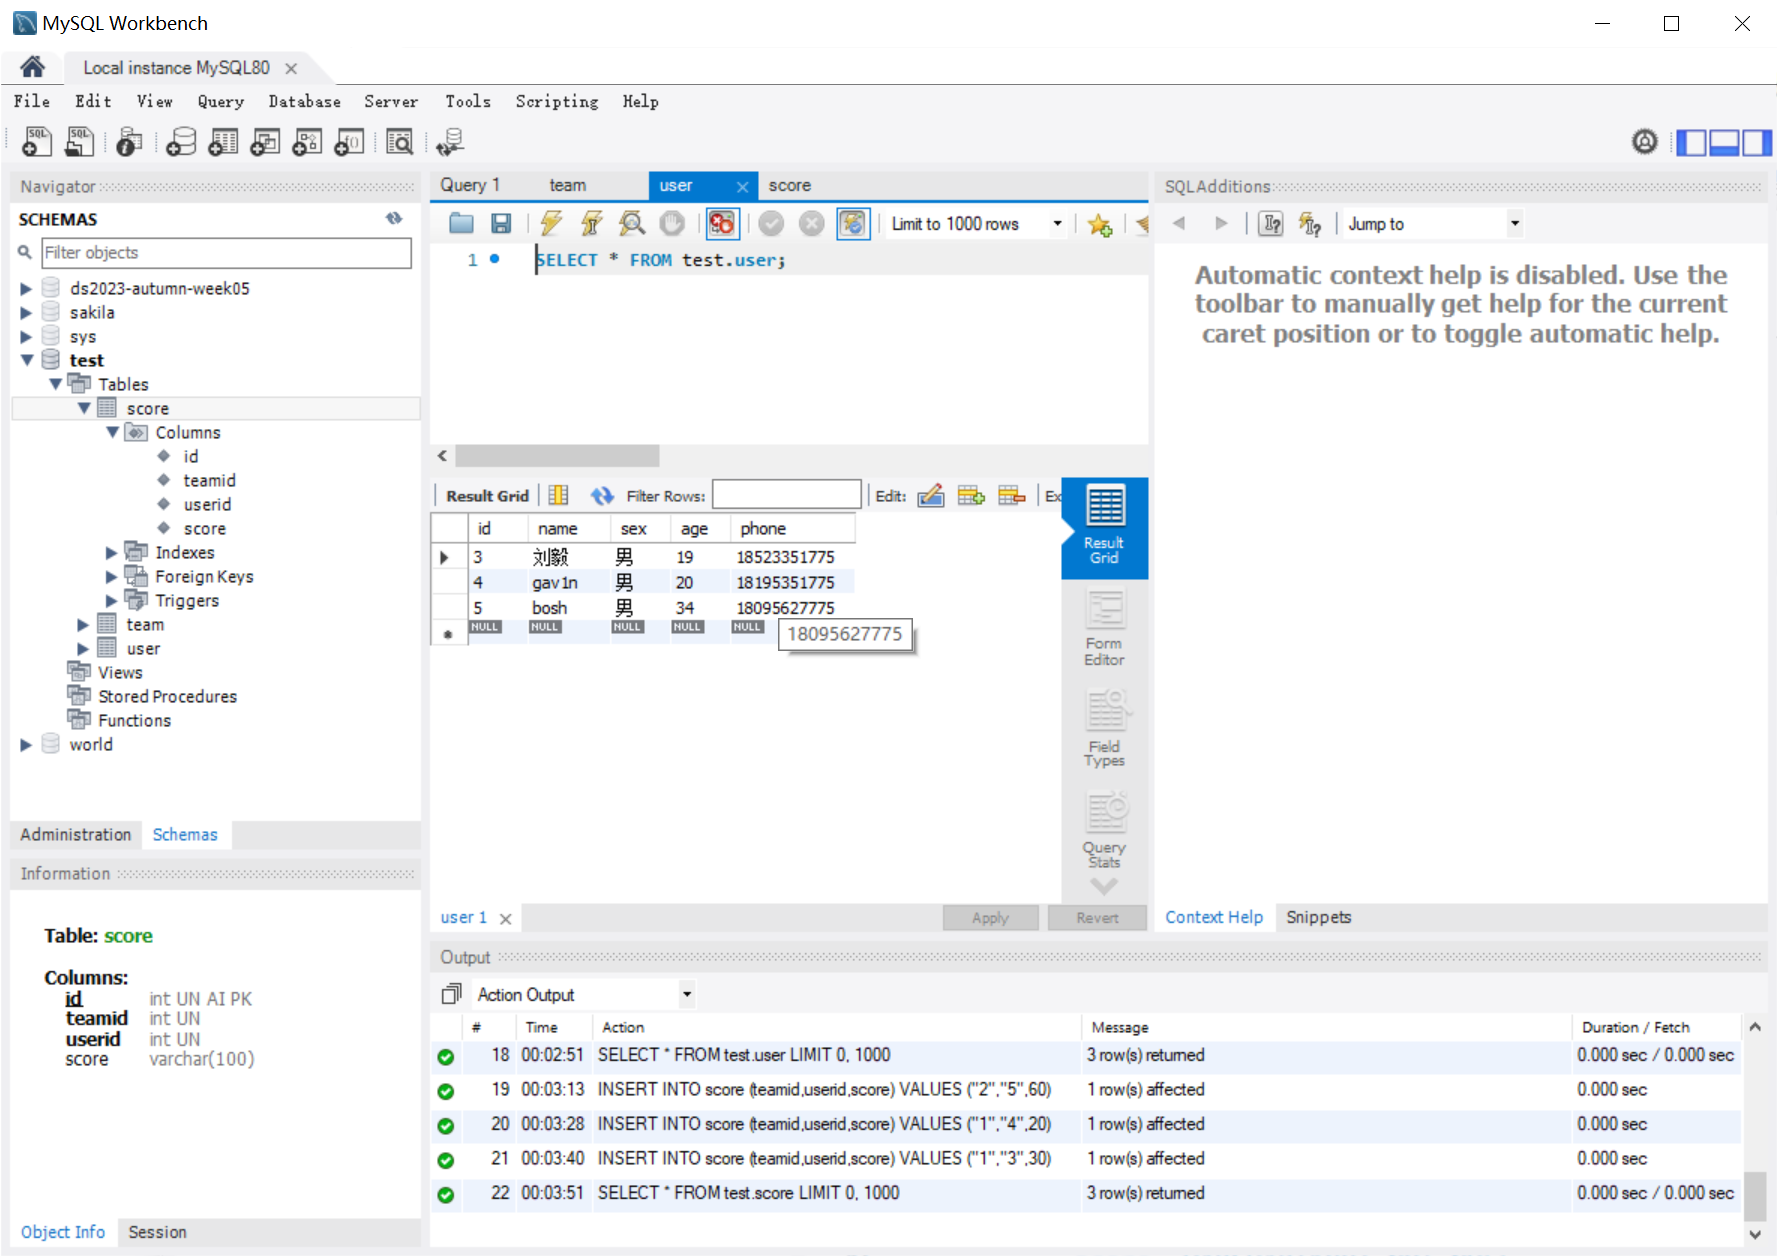 MySQL Workbench
Local instance MySQL80
File Edit View Query Database Server Tools Scripting Help
Navigator
SCHEMAS
Filter objects
ds2023-autumn-week05
sakila
sys
test
Tables
score
Columns
id
teamid
userid
score
Indexes
Foreign Keys
Triggers
team
user
Views
Stored Procedures
Functions
world
Administration Schemas
Information
Table: score
Columns:
id int UN AI PK
teamid int UN
userid int UN
score varchar(100)
Object Info Session
Query 1 team user score
Limit to 1000 rows
1 SELECT * FROM test.user;
Result Grid Filter Rows: Edit: Ex
id name sex age phone
3 刘毅 男 19 18523351775
4 gav1n 男 20 18195351775
5 bosh 男 34 18095627775
NULL NULL NULL NULL NULL
18095627775
Result Grid
Form Editor
Field Types
Query Stats
user 1 Apply Revert
SQLAdditions
Jump to
Automatic context help is disabled. Use the
toolbar to manually get help for the current
caret position or to toggle automatic help.
Context Help Snippets
Output
Action Output
# Time Action Message Duration / Fetch
18 00:02:51 SELECT * FROM test.user LIMIT 0, 1000 3 row(s) returned 0.000 sec / 0.000 sec
19 00:03:13 INSERT INTO score (teamid,userid,score) VALUES ("2","5",60) 1 row(s) affected 0.000 sec
20 00:03:28 INSERT INTO score (teamid,userid,score) VALUES ("1","4",20) 1 row(s) affected 0.000 sec
21 00:03:40 INSERT INTO score (teamid,userid,score) VALUES ("1","3",30) 1 row(s) affected 0.000 sec
22 00:03:51 SELECT * FROM test.score LIMIT 0, 1000 3 row(s) returned 0.000 sec / 0.000 sec